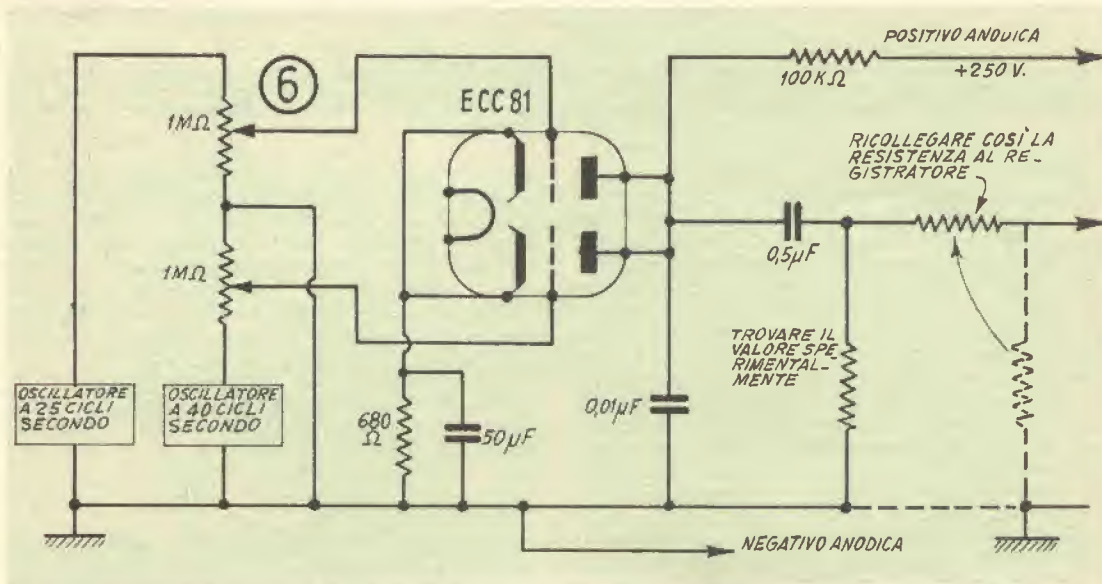 POSITIVO ANODICA
+250 V.
100KΩ
6
1MΩ
ECC81
RICOLLEGARE COSÌ LA
RESISTENZA AL RE-
GISTRATORE
0,5µF
1MΩ
TROVARE IL
VALORE SPE
RIMENTAL-
MENTE
OSCILLATORE
A 25 CICLI
SECONDO
OSCILLATORE
A 40 CICLI
SECONDO
680
Ω
50µF
0,01µF
NEGATIVO ANODICA